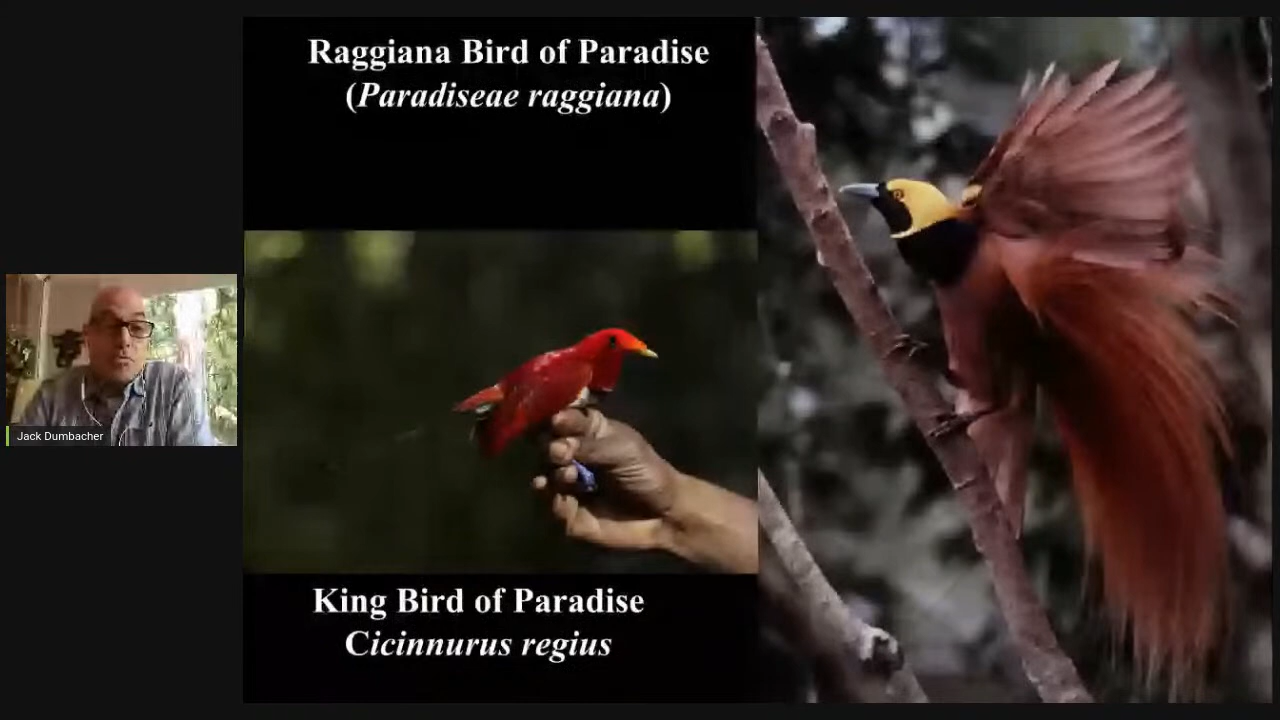 Raggiana Bird of Paradise
(Paradiseae raggiana)
Jack Dumbacher
King Bird of Paradise
Cicinnurus regius